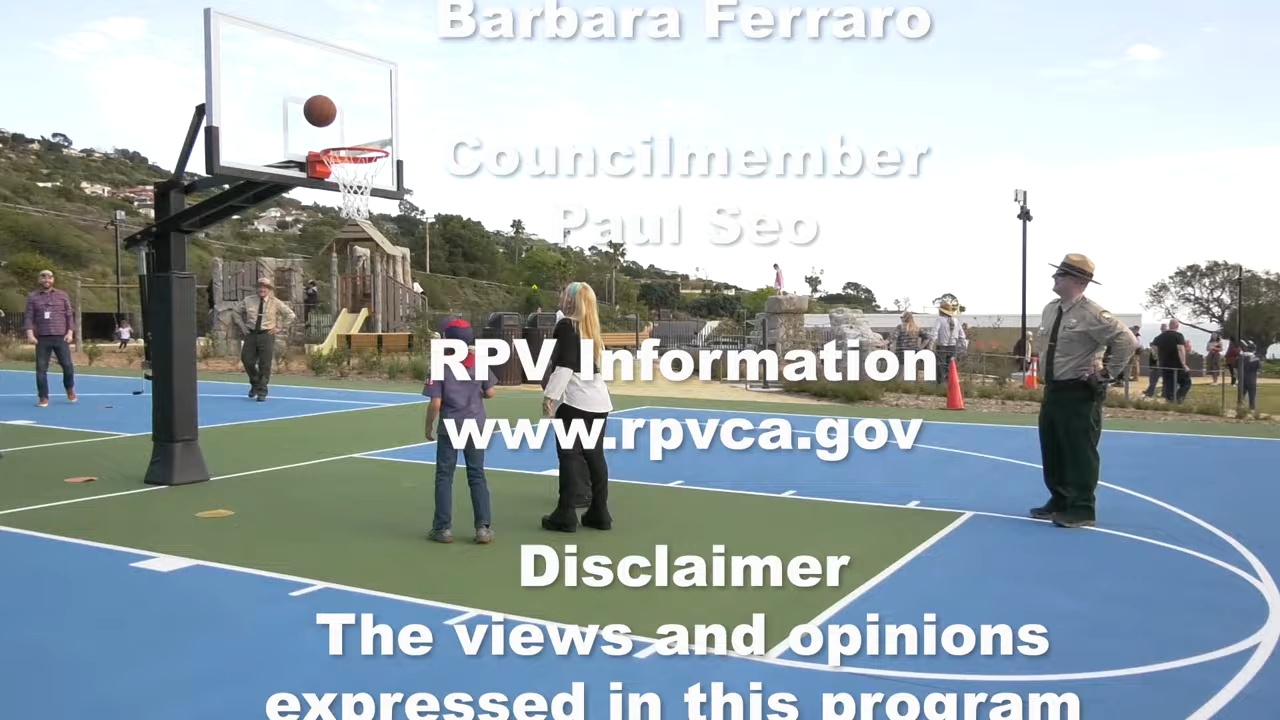 Barbara Ferraro
Councilmember
Paul Seo
RPV Information
www.rpvca.gov
Disclaimer
The views and opinions
expressed in this program